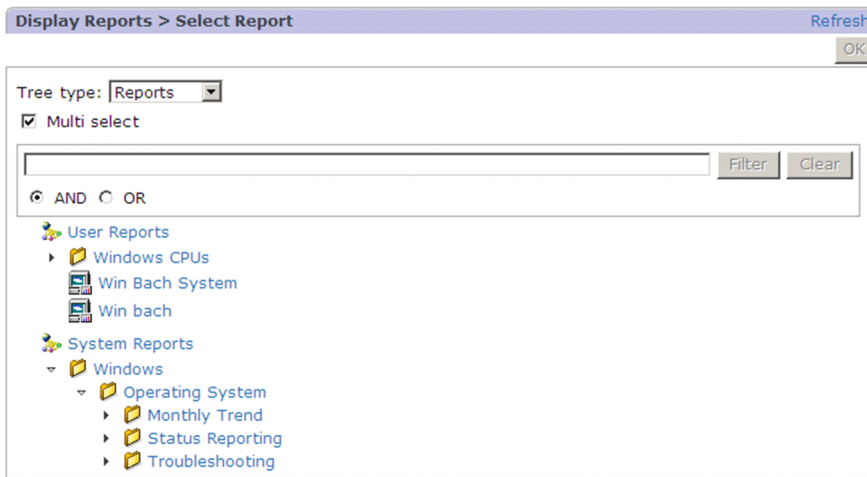 Display Reports > Select Report Refresh
OK
Tree type: Reports
Multi select
Filter Clear
AND OR
User Reports
Windows CPUs
Win Bach System
Win bach
System Reports
Windows
Operating System
Monthly Trend
Status Reporting
Troubleshooting